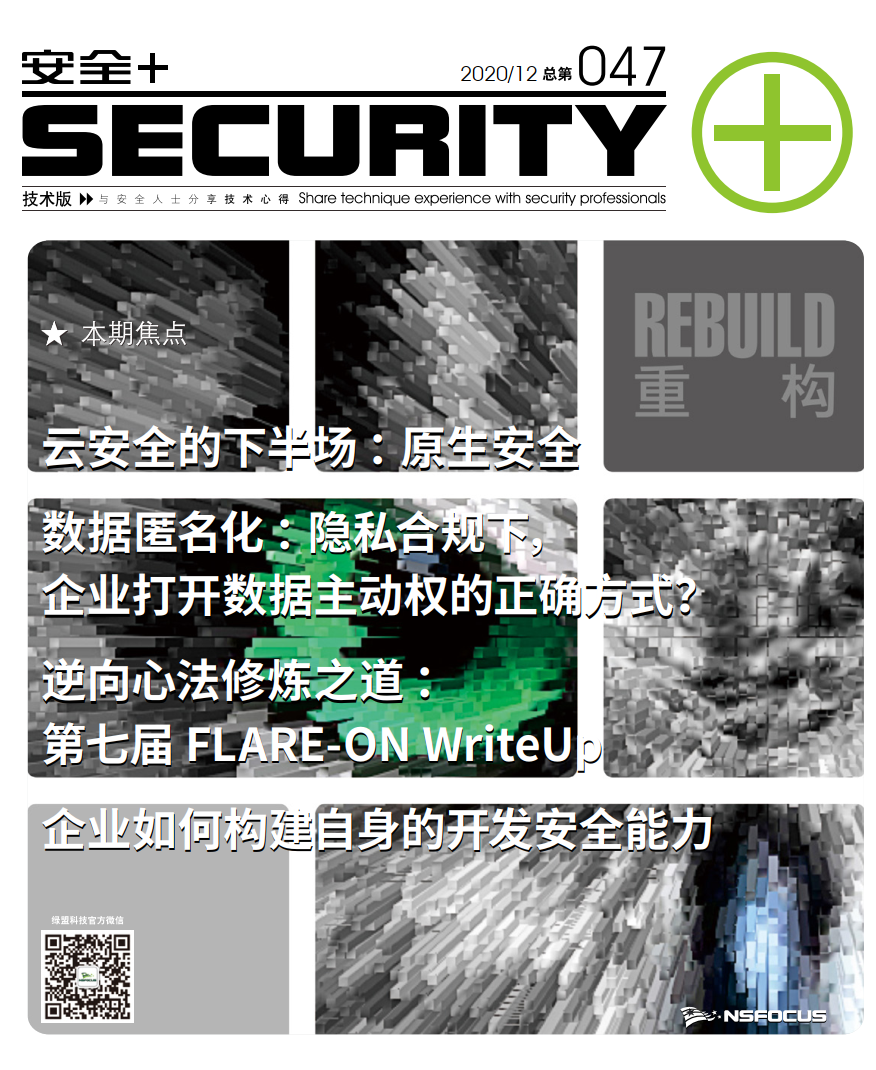 安全+
2020/12 总第047
SECURITY
技术版 与安全人士分享技术心得 Share technique experience with security professionals
REBUILD
重 构
★ 本期焦点
云安全的下半场：原生安全
数据匿名化：隐私合规下，
企业打开数据主动权的正确方式？
逆向心法修炼之道：
第七届 FLARE-ON WriteUp
企业如何构建自身的开发安全能力
绿盟科技官方微信
NSFOCUS